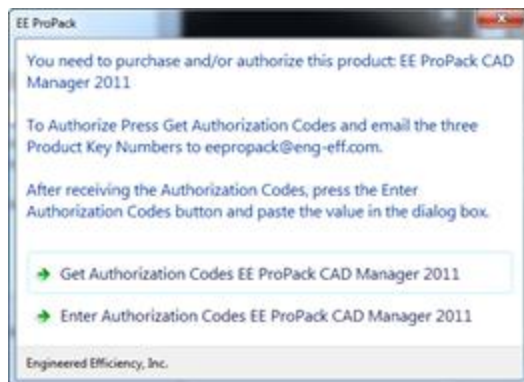 EE ProPack
You need to purchase and/or authorize this product: EE ProPack CAD
Manager 2011
To Authorize Press Get Authorization Codes and email the three
Product Key Numbers to eepropack@eng-eff.com.
After receiving the Authorization Codes, press the Enter
Authorization Codes button and paste the value in the dialog box.
Get Authorization Codes EE ProPack CAD Manager 2011
Enter Authorization Codes EE ProPack CAD Manager 2011
Engineered Efficiency, Inc.